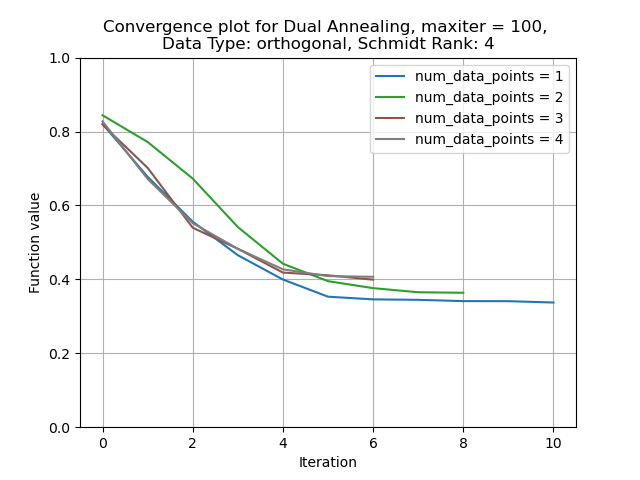 Convergence plot for Dual Annealing, maxiter = 100,
Data Type: orthogonal, Schmidt Rank: 4
num_data_points = 1
num_data_points = 2
num_data_points = 3
num_data_points = 4
Function value
1.0
0.8
0.6
0.4
0.2
0.0
0 2 4 6 8 10
Iteration